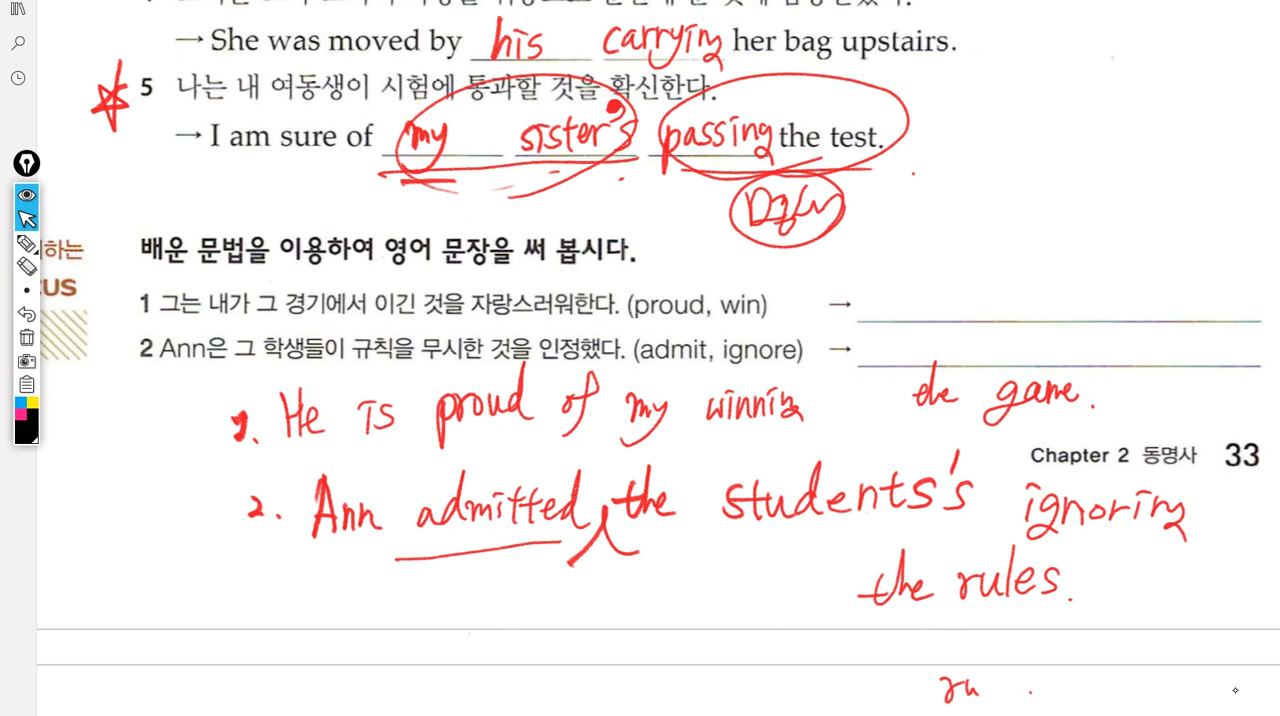 → She was moved by his carrying her bag upstairs.
5 나는 내 여동생이 시험에 통과할 것을 확신한다.
→ I am sure of my sister's passing the test.
하는
배운 문법을 이용하여 영어 문장을 써 봅시다.
US
1 그는 내가 그 경기에서 이긴 것을 자랑스러워한다. (proud, win) →
2 Ann은 그 학생들이 규칙을 무시한 것을 인정했다. (admit, ignore) →
1. He is proud of my winning the game.
Chapter 2 동명사 33
2. Ann admitted the students's ignoring
the rules.